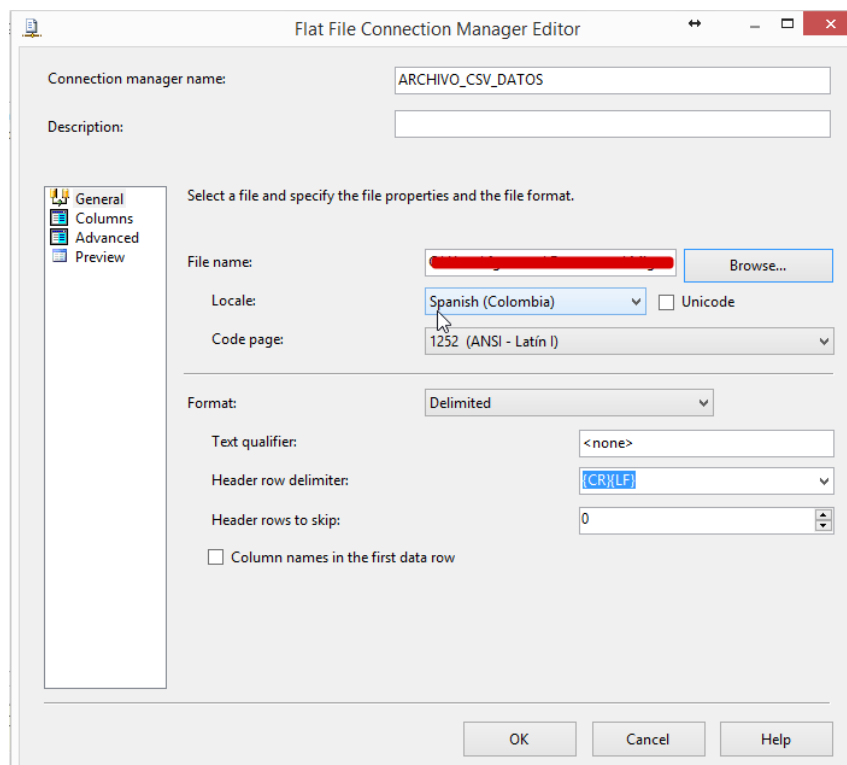 Flat File Connection Manager Editor
Connection manager name:
ARCHIVO_CSV_DATOS
Description:
General
Columns
Advanced
Preview
Select a file and specify the file properties and the file format.
File name:
Browse...
Locale:
Spanish (Colombia)
Unicode
Code page:
1252 (ANSI - Latín I)
Format:
Delimited
Text qualifier:
<none>
Header row delimiter:
{CR}{LF}
Header rows to skip:
0
Column names in the first data row
OK
Cancel
Help